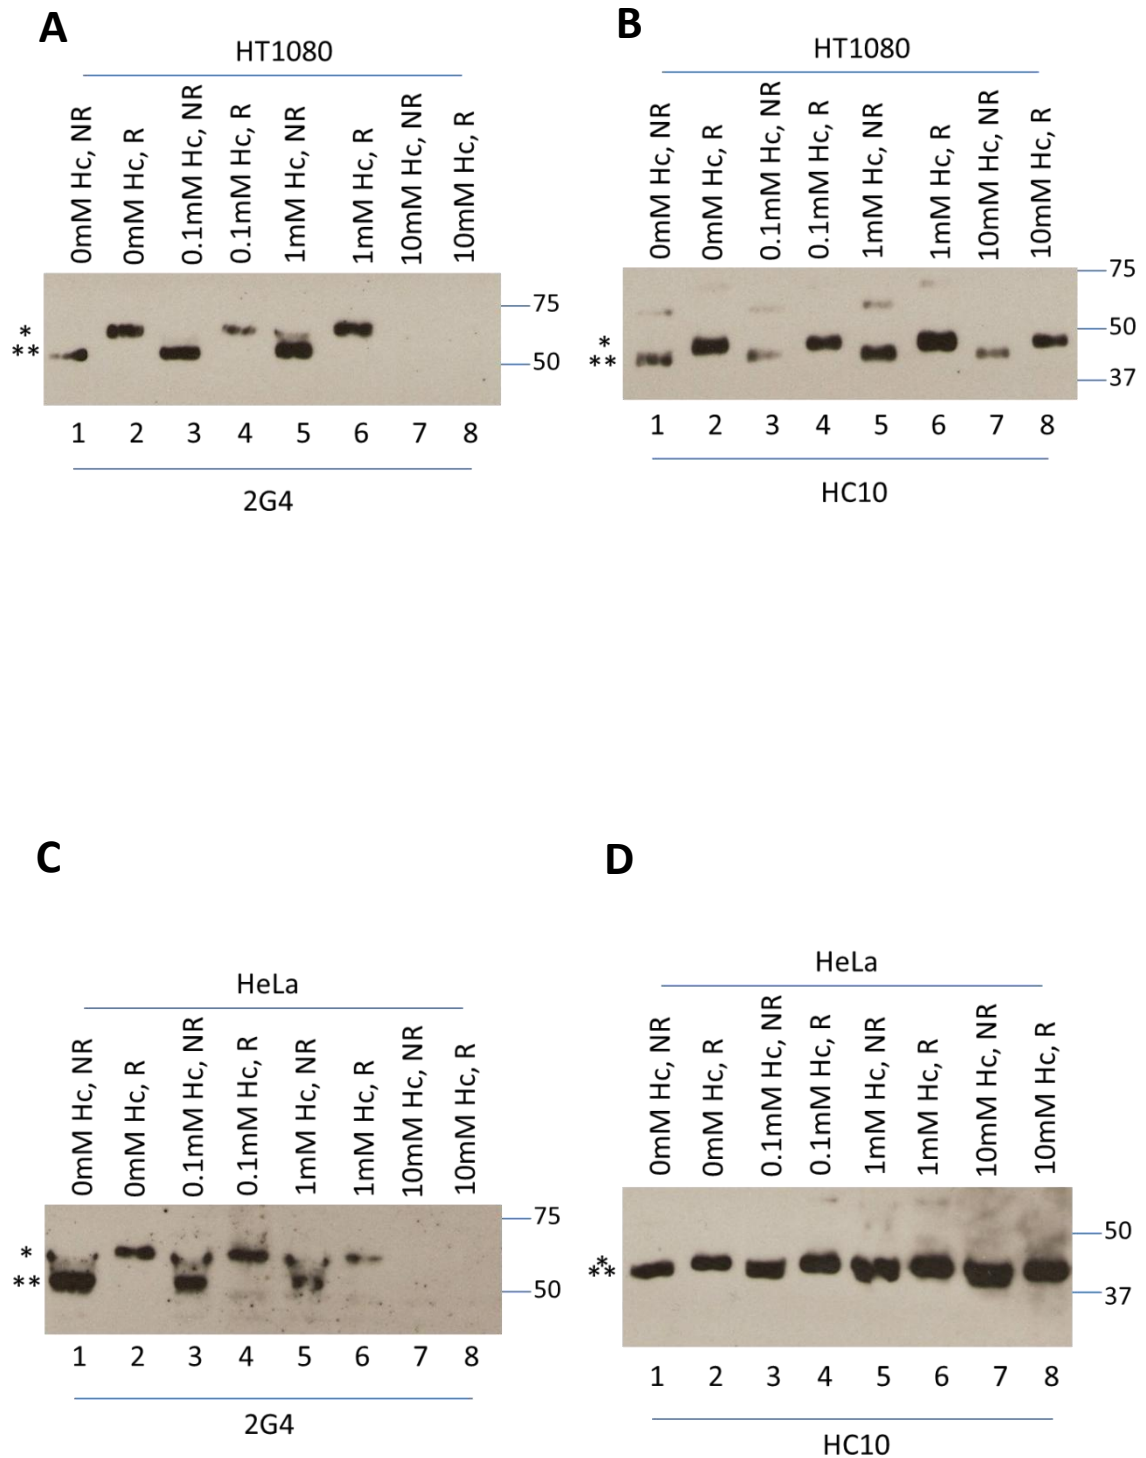 A
HT1080
0mM Hc, NR
0mM Hc, R
0.1mM Hc, NR
0.1mM Hc, R
1mM Hc, NR
1mM Hc, R
10mM Hc, NR
10mM Hc, R
75
*
**
50
1 2 3 4 5 6 7 8
2G4
B
HT1080
0mM Hc, NR
0mM Hc, R
0.1mM Hc, NR
0.1mM Hc, R
1mM Hc, NR
1mM Hc, R
10mM Hc, NR
10mM Hc, R
75
50
*
**
37
1 2 3 4 5 6 7 8
HC10
C
HeLa
0mM Hc, NR
0mM Hc, R
0.1mM Hc, NR
0.1mM Hc, R
1mM Hc, NR
1mM Hc, R
10mM Hc, NR
10mM Hc, R
75
*
**
50
1 2 3 4 5 6 7 8
2G4
D
HeLa
0mM Hc, NR
0mM Hc, R
0.1mM Hc, NR
0.1mM Hc, R
1mM Hc, NR
1mM Hc, R
10mM Hc, NR
10mM Hc, R
50
*
**
37
1 2 3 4 5 6 7 8
HC10